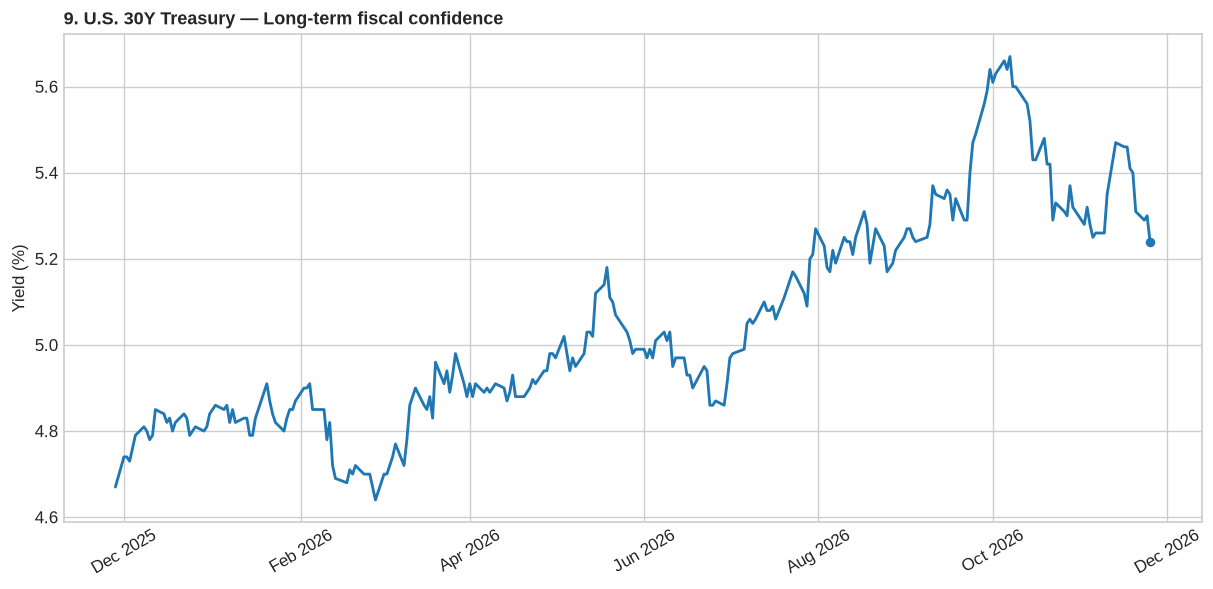 9. U.S. 30Y Treasury — Long-term fiscal confidence
Yield (%)
5.6
5.4
5.2
5.0
4.8
4.6
Dec 2025
Feb 2026
Apr 2026
Jun 2026
Aug 2026
Oct 2026
Dec 2026